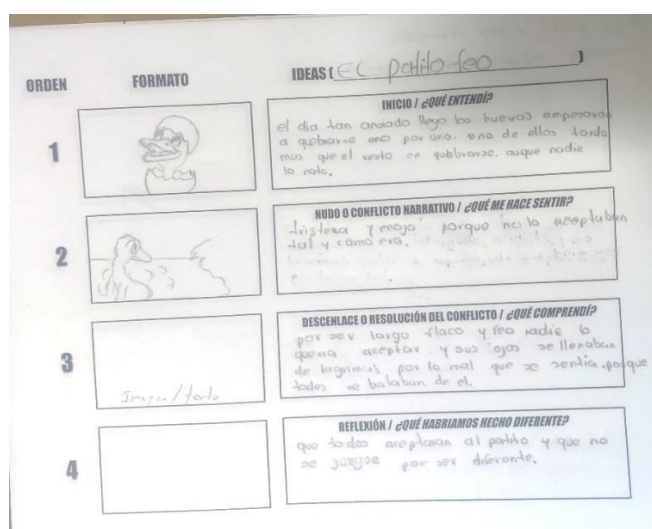 ORDEN FORMATO IDEAS ( EL patito feo )
1
INICIO / ¿QUÉ ENTENDÍ?
el dia tan anciado llego los huevos emperaron
a quebrarse uno por uno. uno de ellos tardo
mas que el resto en quebrarse. auque nadie
lo noto.
2
NUDO O CONFLICTO NARRATIVO / ¿QUÉ ME HACE SENTIR?
tristeza y enojo porque no lo aceptaban
tal y como era.
3
Imagen/texto
DESCENLACE O RESOLUCIÓN DEL CONFLICTO / ¿QUÉ COMPRENDÍ?
por ser largo flaco y feo nadie lo
queria aceptar y sus ojos se llenaban
de lagrimas por lo mal que se sentia. porque
todos se burlaban de el.
4
REFLEXIÓN / ¿QUÉ HABRIAMOS HECHO DIFERENTE?
que todos aceptaran al patito y que no
se juzgue por ser diferente.